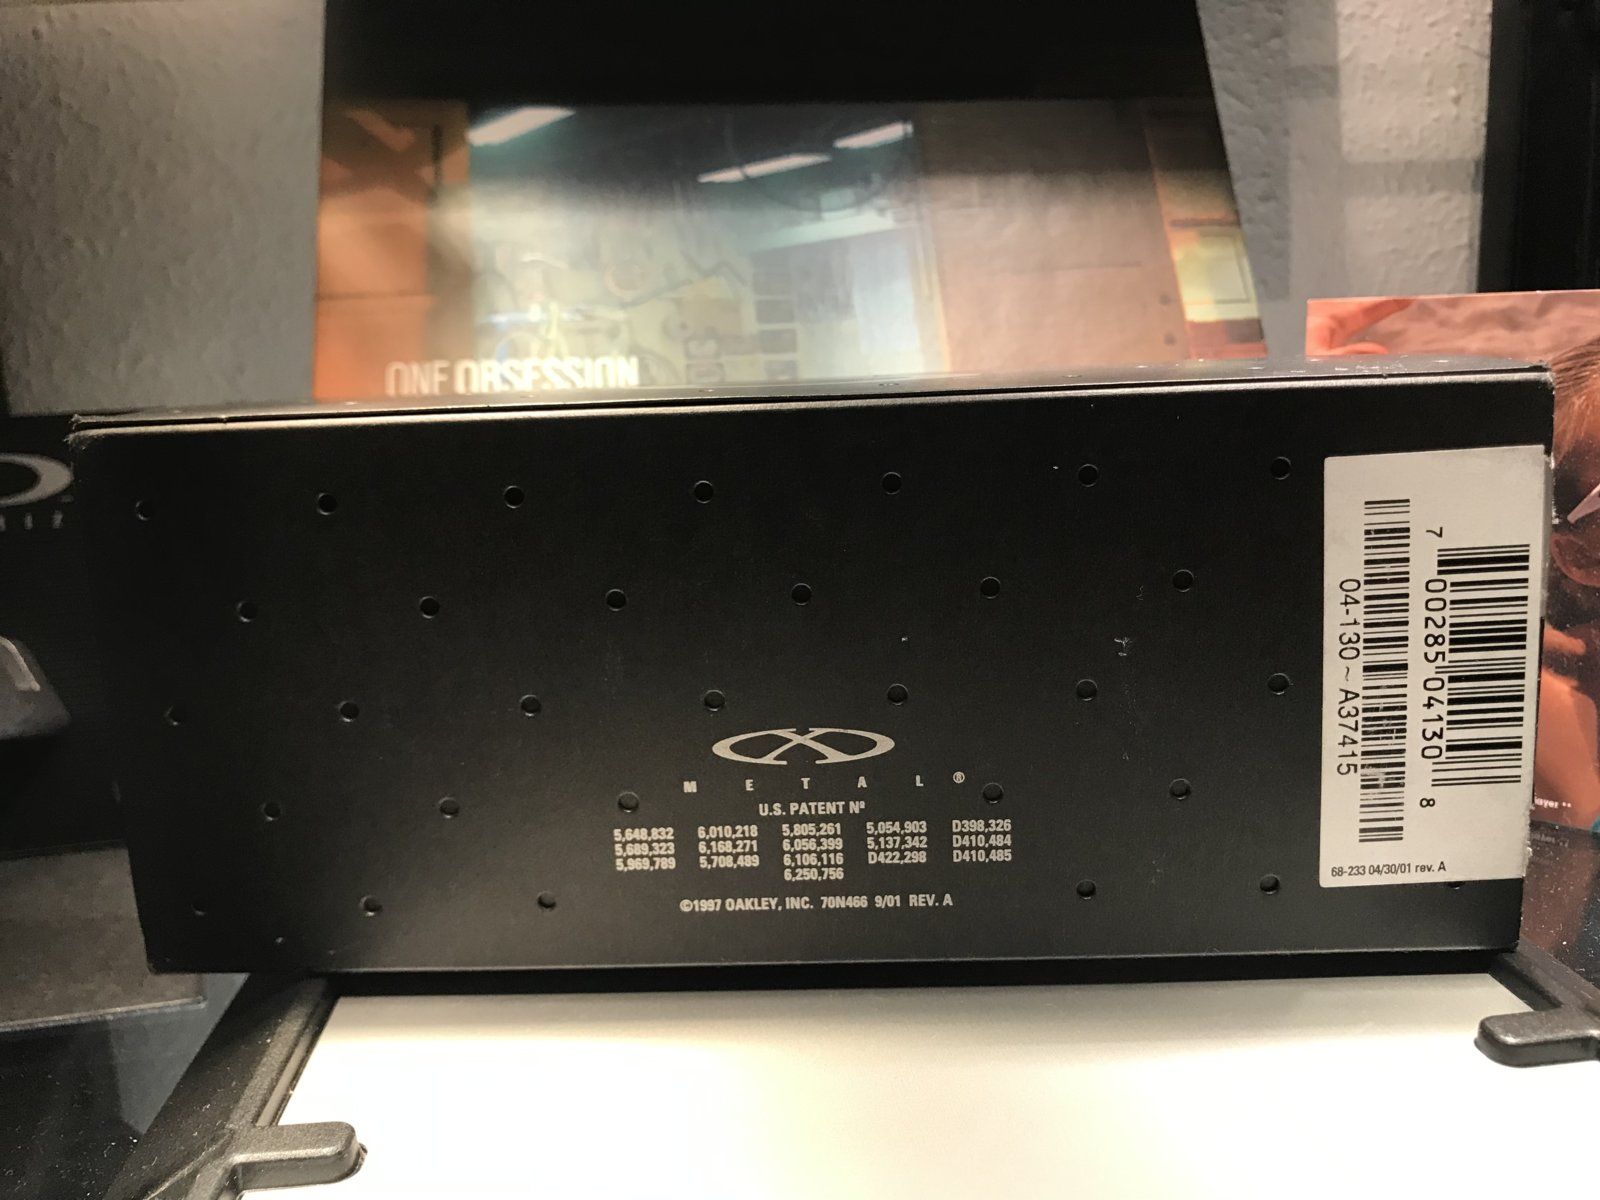 ONE OBSESSION
METAL®
U.S. PATENT Nº
5,648,832 6,010,218 5,805,261 5,054,903 D398,326
5,689,323 6,168,271 6,056,399 5,137,342 D410,484
5,969,789 5,708,489 6,106,116 D422,298 D410,485
6,250,756
©1997 OAKLEY, INC. 70N466 9/01 REV. A
7 00285 04130 8
04-130~A37415
68-233 04/30/01 rev. A